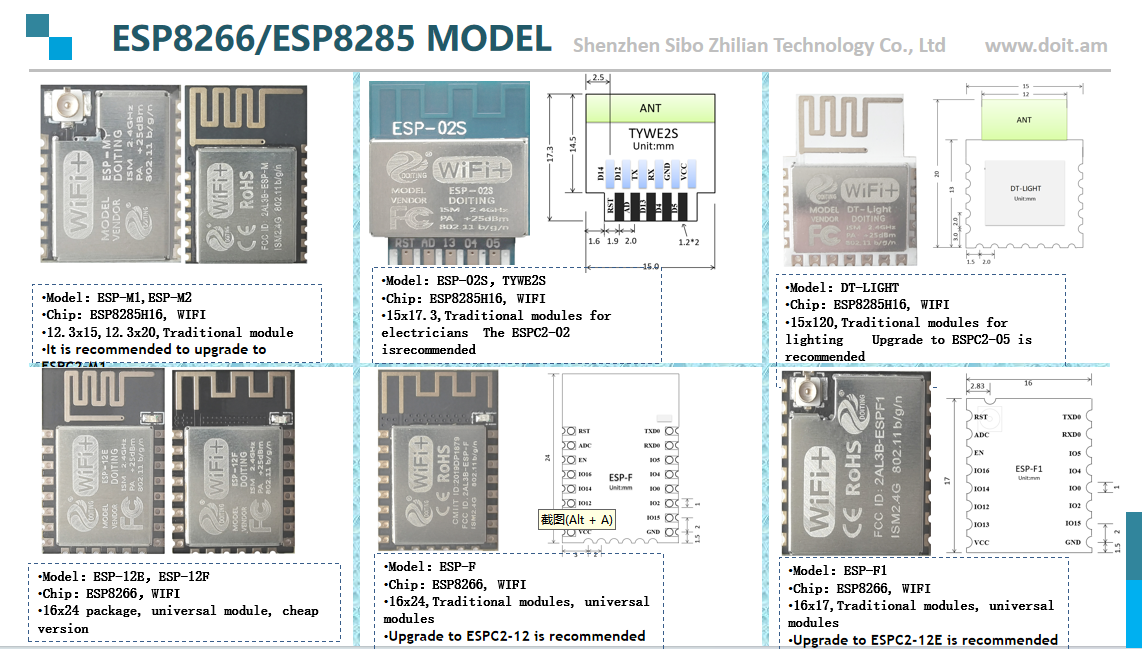 ESP8266/ESP8285 MODEL
Shenzhen Sibo Zhilian Technology Co., Ltd
www.doit.am
WiFi+
ESP-M1
DOITING
ISM 2.4GHz
PA +25dBm
802.11 b/g/n
MODEL
VENDOR
WiFi+
RoHS
FCC ID: 2AL3B-ESP-M
ISM2.4G 802.11b/g/n
•Model: ESP-M1,ESP-M2
•Chip: ESP8285H16, WIFI
•12.3x15,12.3x20,Traditional module
•It is recommended to upgrade to
ESPC2-M1
ESP-02S
WiFi+
MODEL ESP-02S
VENDOR DOITING
ISM 2.4GHz
PA +25dBm
802.11 b/g/n
RST AD 13 04 05
2.5
ANT
TYWE2S
Unit:mm
17.3
14.5
D14 D12 TX RX GND VCC
RST AD D13 D4 D5
1.6 1.9 2.0
1.2*2
15.0
•Model: ESP-02S, TYWE2S
•Chip: ESP8285H16, WIFI
•15x17.3,Traditional modules for
electricians The ESPC2-02
isrecommended
WiFi+
MODEL DT-Light
VENDOR DOITING
ISM 2.4GHz
PA +25dBm
802.11 b/g/n
15
12
ANT
20
13
DT-LIGHT
Unit:mm
3.0
2.0
1.5 2.0
•Model: DT-LIGHT
•Chip: ESP8285H16, WIFI
•15x120,Traditional modules for
lighting Upgrade to ESPC2-05 is
recommended
WiFi+
ESP-12E
DOITING
ISM 2.4GHz
PA +25dBm
802.11 b/g/n
MODEL
VENDOR
WiFi+
ESP-12F
DOITING
ISM 2.4GHz
PA +25dBm
802.11 b/g/n
MODEL
VENDOR
•Model: ESP-12E, ESP-12F
•Chip: ESP8266, WIFI
•16x24 package, universal module, cheap
version
WiFi+
RoHS
CMIIT ID:2019DP1979
FCC ID:2AL3B-ESP-F
ISM2.4G 802.11b/g/n
24
RST TXD0
ADC RXD0
EN IO5
IO16 IO4
IO14 IO0
IO12 IO2
IO15
VCC GND
ESP-F
Unit:mm
截图(Alt + A)
3 2
1
2
1.5
•Model: ESP-F
•Chip: ESP8266, WIFI
•16x24,Traditional modules, universal
modules
•Upgrade to ESPC2-12 is recommended
WiFi+
DOITING
RoHS
FCC ID: 2AL3B-ESPF1
ISM2.4G 802.11 b/g/n
16
2.83
17
RST TXD0
ADC RXD0
EN IO5
IO16 IO4
IO14 IO0
IO12 IO2
IO13 IO15
VCC GND
ESP-F1
Unit:mm
1
2
1.5
•Model: ESP-F1
•Chip: ESP8266, WIFI
•16x17,Traditional modules, universal
modules
•Upgrade to ESPC2-12E is recommended